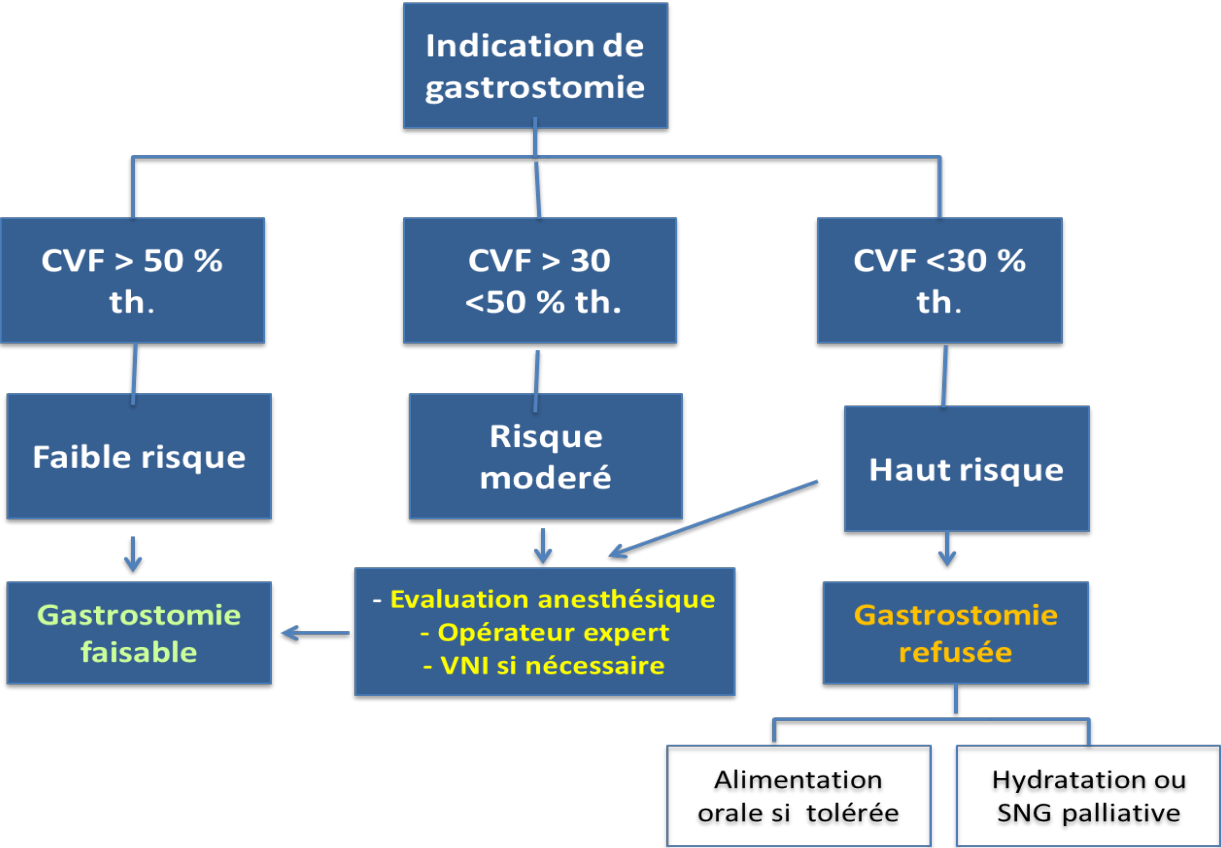 Indication de
gastrostomie
CVF > 50 %
th.
CVF > 30
<50 % th.
CVF <30 %
th.
Faible risque
Risque
moderé
Haut risque
Gastrostomie
faisable
- Evaluation anesthésique
- Opérateur expert
- VNI si nécessaire
Gastrostomie
refusée
Alimentation
orale si tolérée
Hydratation ou
SNG palliative